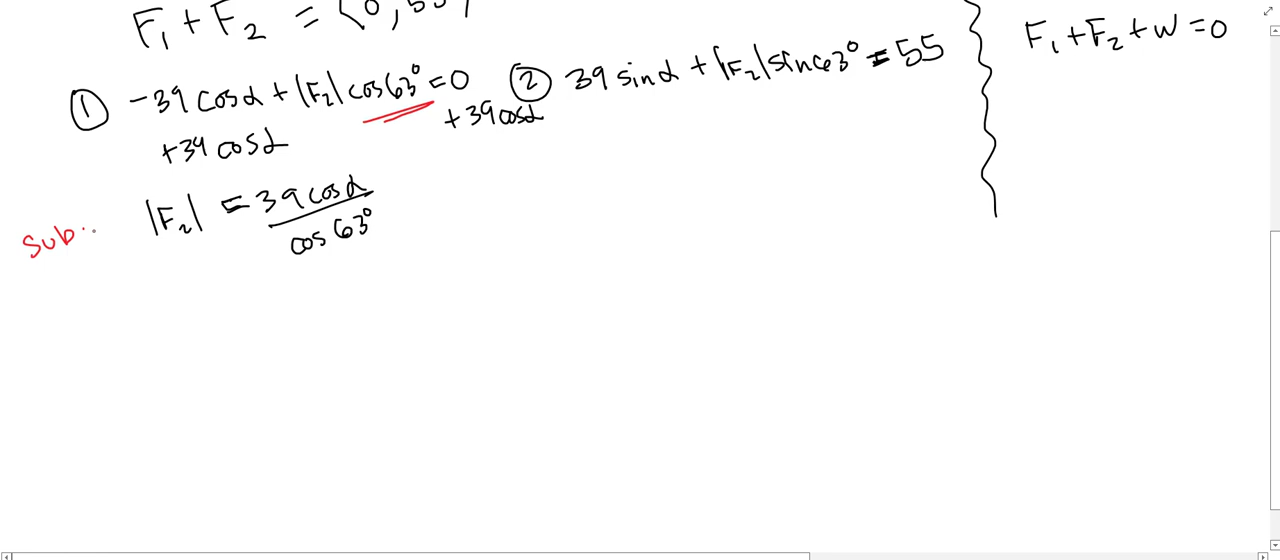 F₁ + F₂ = ⟨0, 55⟩
F₁ + F₂ + W = 0
① -39 cos α + |F₂| cos 63° = 0
② 39 sin α + |F₂| sin 63° = 55
+39 cos α
+39 cos α
|F₂| = 39 cos α / cos 63°
Sub.